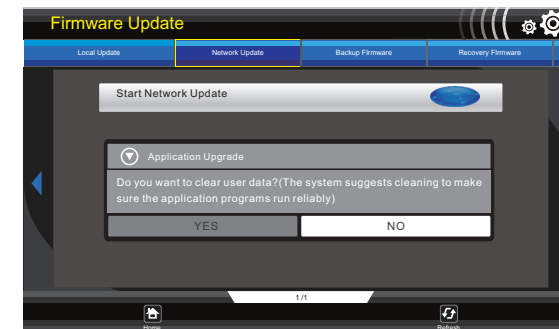 Firmware Update
Local Update
Network Update
Backup FIrmware
Recovery FIrmware
Start Network Update
Application Upgrade
Do you want to clear user data?(The system suggests cleaning to make
sure the application programs run reliably)
YES
NO
1/1
Home
Refresh